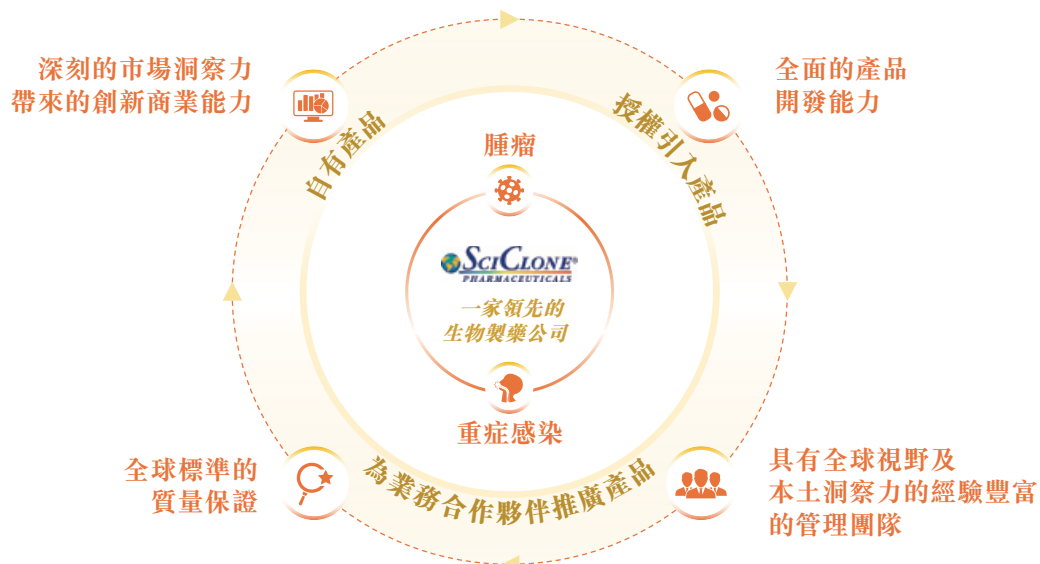 深刻的市場洞察力
帶來的創新商業能力
全面的產品
開發能力
自有產品
授權引入產品
腫瘤
SCICLONE®
PHARMACEUTICALS
一家領先的
生物製藥公司
重症感染
為業務合作夥伴推廣產品
全球標準的
質量保證
具有全球視野及
本土洞察力的經驗豐富
的管理團隊